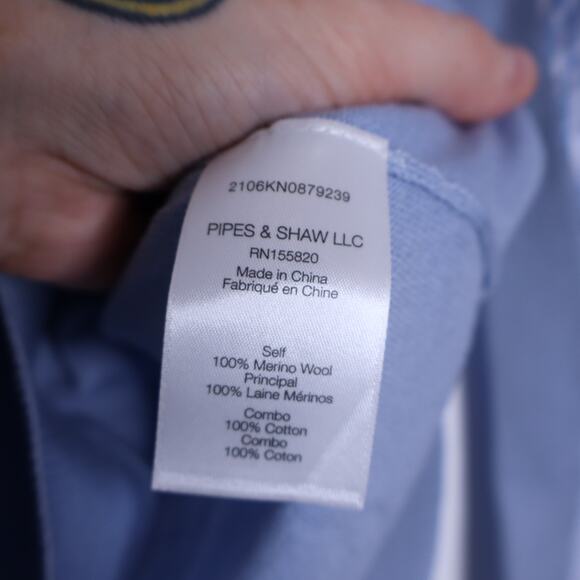 2106KN0879239
PIPES & SHAW LLC
RN155820
Made in China
Fabriqué en Chine
Self
100% Merino Wool
Principal
100% Laine Mérinos
Combo
100% Cotton
Combo
100% Coton